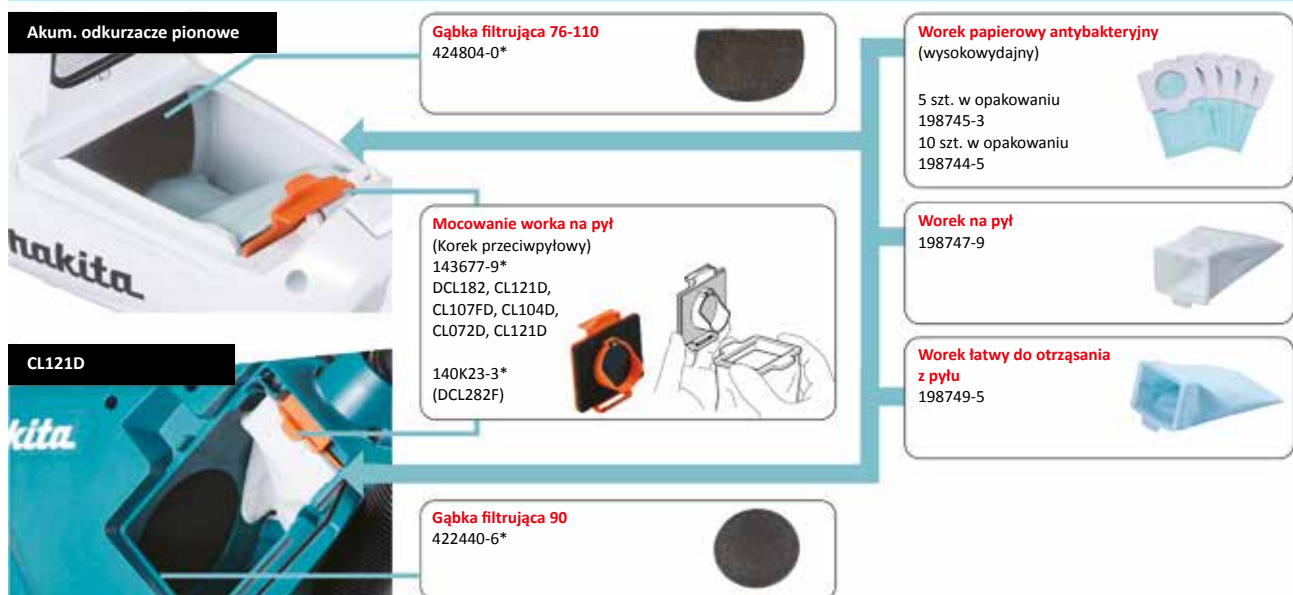 Akum. odkurzacze pionowe
makita
Gąbka filtrująca 76-110
424804-0*
Mocowanie worka na pył
(Korek przeciwpyłowy)
143677-9*
DCL182, CL121D,
CL107FD, CL104D,
CL072D, CL121D
140K23-3*
(DCL282F)
CL121D
kita
Gąbka filtrująca 90
422440-6*
Worek papierowy antybakteryjny
(wysokowydajny)
5 szt. w opakowaniu
198745-3
10 szt. w opakowaniu
198744-5
Worek na pył
198747-9
Worek łatwy do otrząsania
z pyłu
198749-5